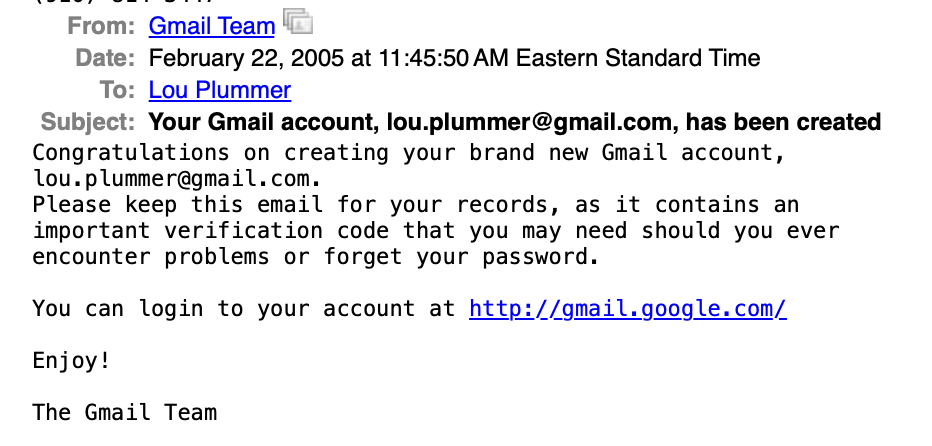 From: Gmail Team
Date: February 22, 2005 at 11:45:50 AM Eastern Standard Time
To: Lou Plummer
Subject: Your Gmail account, lou.plummer@gmail.com, has been created
Congratulations on creating your brand new Gmail account,
lou.plummer@gmail.com.
Please keep this email for your records, as it contains an
important verification code that you may need should you ever
encounter problems or forget your password.
You can login to your account at http://gmail.google.com/
Enjoy!
The Gmail Team